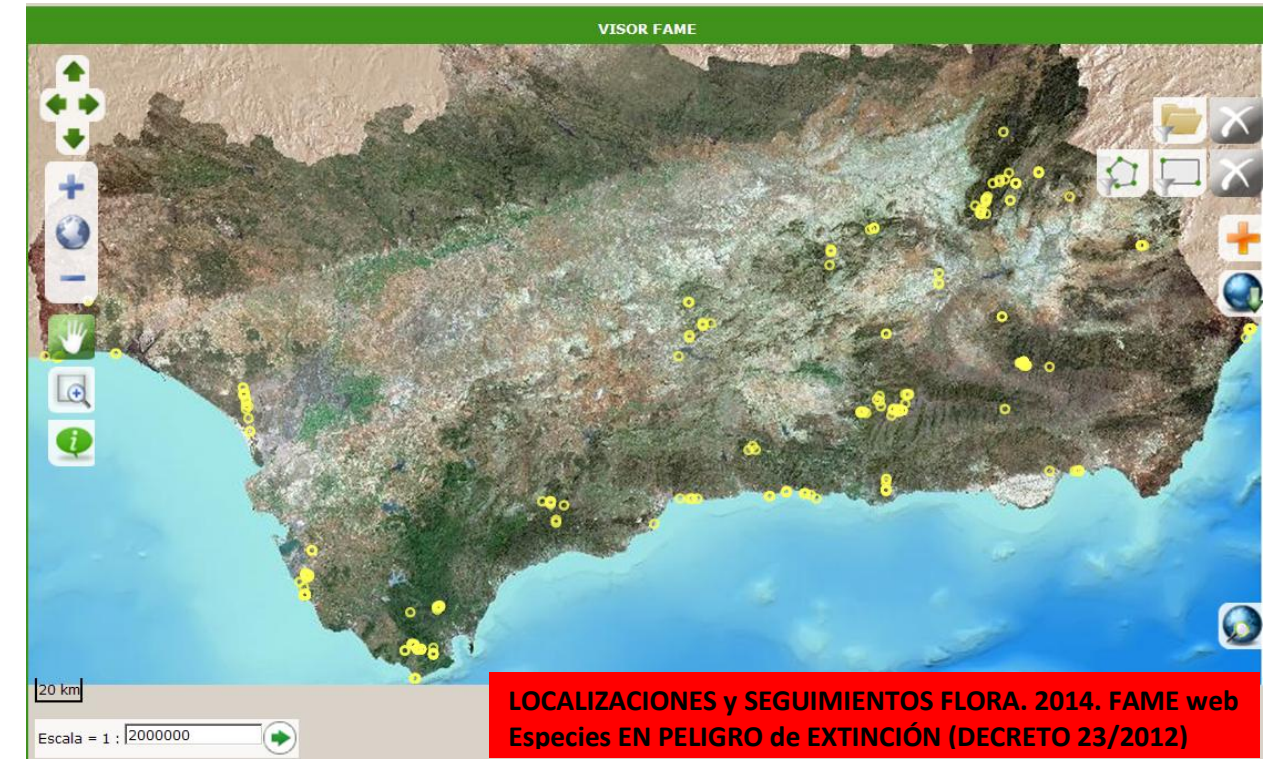 VISOR FAME
20 km
Escala = 1 : 2000000
LOCALIZACIONES y SEGUIMIENTOS FLORA. 2014. FAME web
Especies EN PELIGRO de EXTINCIÓN (DECRETO 23/2012)